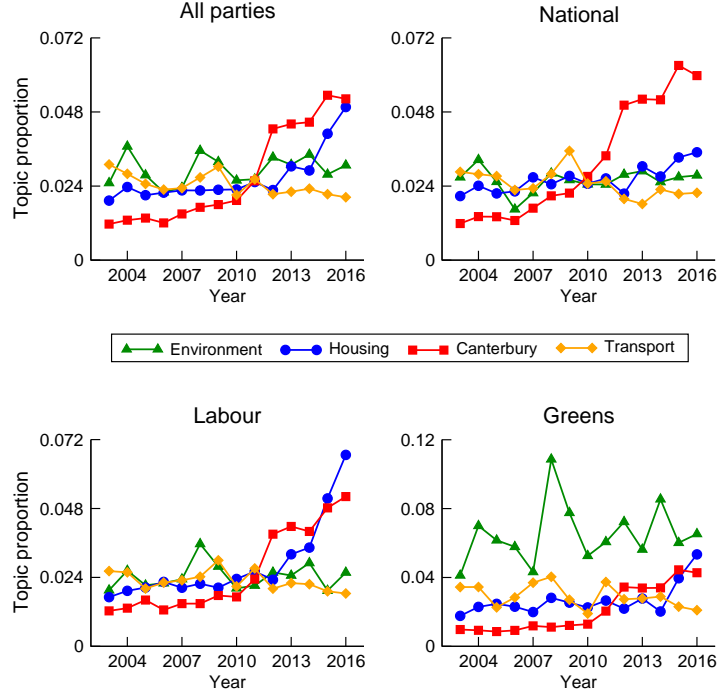 All parties
National
Topic proportion
0.072
0.048
0.024
0
2004 2007 2010 2013 2016
Year
0.072
0.048
0.024
0
2004 2007 2010 2013 2016
Year
Environment Housing Canterbury Transport
Labour
Greens
Topic proportion
0.072
0.048
0.024
0
2004 2007 2010 2013 2016
Year
0.12
0.08
0.04
0
2004 2007 2010 2013 2016
Year